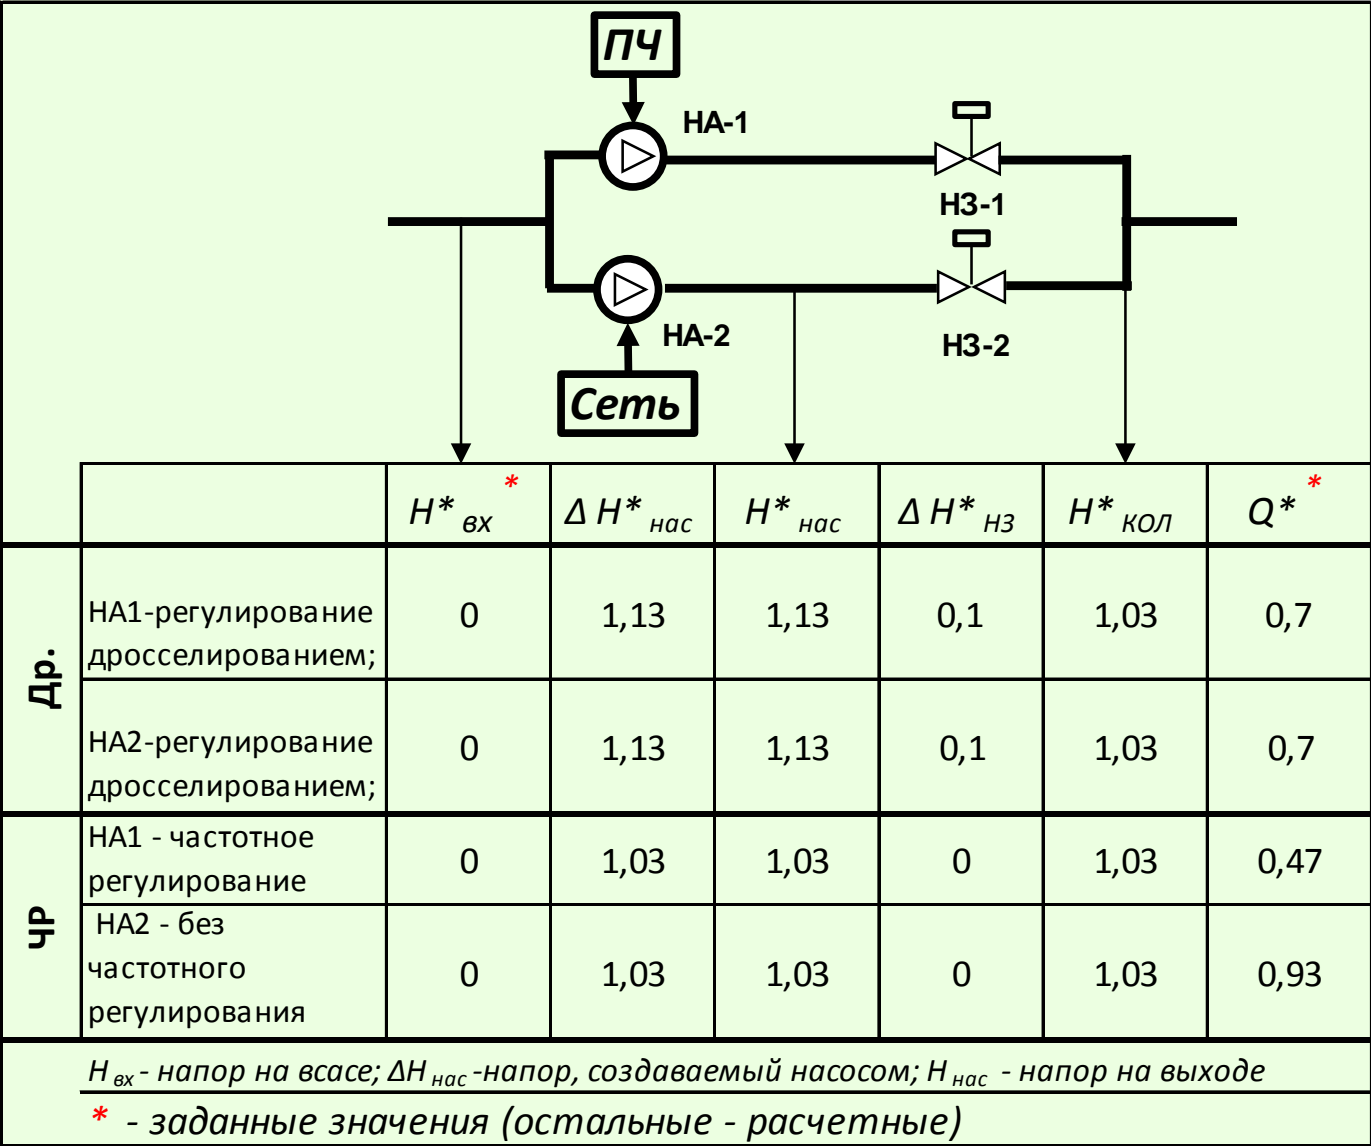 ПЧ
НА-1
НЗ-1
НА-2
НЗ-2
Сеть
H* вх * Δ H* нас H* нас Δ H* НЗ H* КОЛ Q* *
Др.
НА1-регулирование
дросселированием;
0 1,13 1,13 0,1 1,03 0,7
НА2-регулирование
дросселированием;
0 1,13 1,13 0,1 1,03 0,7
ЧР
НА1 - частотное
регулирование
0 1,03 1,03 0 1,03 0,47
НА2 - без
частотного
регулирования
0 1,03 1,03 0 1,03 0,93
H вх - напор на всасе; ΔH нас -напор, создаваемый насосом; H нас - напор на выходе
* - заданные значения (остальные - расчетные)